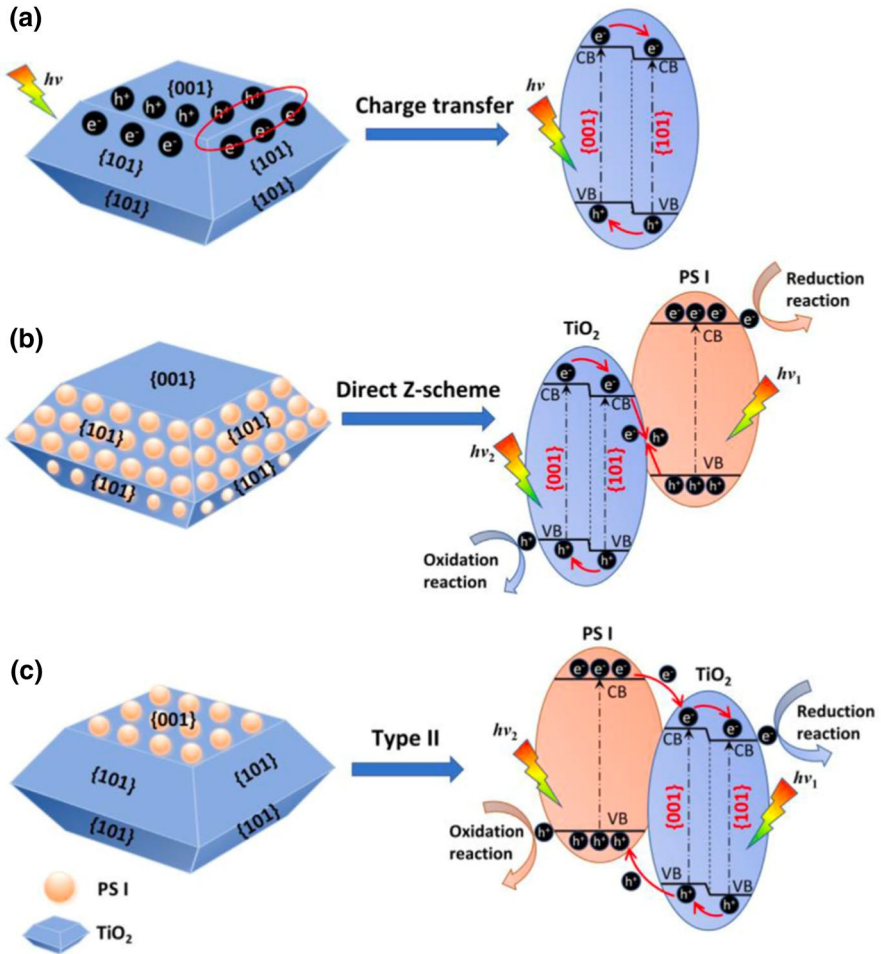 (a)
hν
{001}
h⁺ h⁺ h⁺ h⁺ h⁺
e⁻ e⁻ e⁻ e⁻ e⁻ e
{101}
{101}
{101}
{101}
Charge transfer
hν
e⁻
e⁻
CB
CB
{001}
{101}
VB
VB
h⁺
h⁺
(b)
{001}
{101}
{101}
{101}
{101}
Direct Z-scheme
TiO₂
PS I
e⁻ e⁻ e⁻
e⁻
CB
Reduction
reaction
hν₁
e⁻
e⁻
CB
CB
e⁻ h⁺
hν₂
{001}
{101}
VB
h⁺ h⁺ h⁺
VB
VB
h⁺
h⁺
h⁺
Oxidation
reaction
(c)
{001}
{101}
{101}
{101}
{101}
Type II
PS I
e⁻ e⁻ e⁻
e⁻
CB
TiO₂
e⁻
e⁻
e⁻
CB
CB
Reduction
reaction
hν₂
hν₁
{001}
{101}
VB
h⁺ h⁺ h⁺
h⁺
Oxidation
reaction
h⁺
VB
VB
h⁺
h⁺
PS I
TiO₂